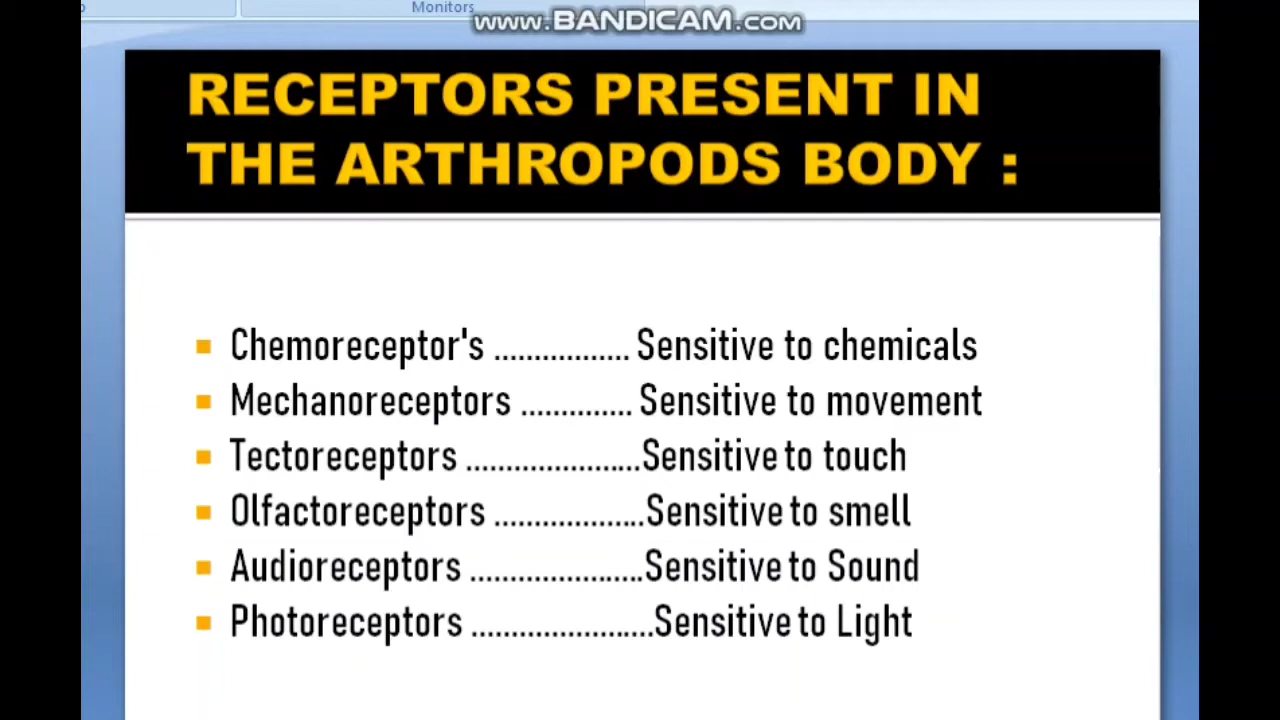 Monitors
www.BANDICAM.com
RECEPTORS PRESENT IN
THE ARTHROPODS BODY :
Chemoreceptor's ................. Sensitive to chemicals
Mechanoreceptors .............. Sensitive to movement
Tectoreceptors ......................Sensitive to touch
Olfactoreceptors ...................Sensitive to smell
Audioreceptors ......................Sensitive to Sound
Photoreceptors .......................Sensitive to Light